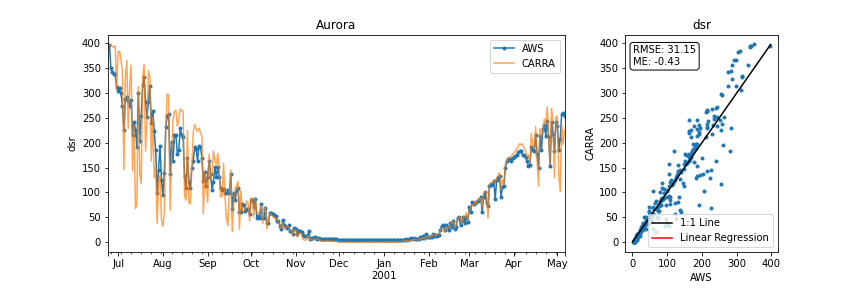 Aurora
400
350
300
250
200
150
100
50
0
dsr
AWS
CARRA
Jul
Aug
Sep
Oct
Nov
Dec
Jan
2001
Feb
Mar
Apr
May
dsr
RMSE: 31.15
ME: -0.43
400
350
300
250
200
150
100
50
0
CARRA
1:1 Line
Linear Regression
0
100
200
300
400
AWS